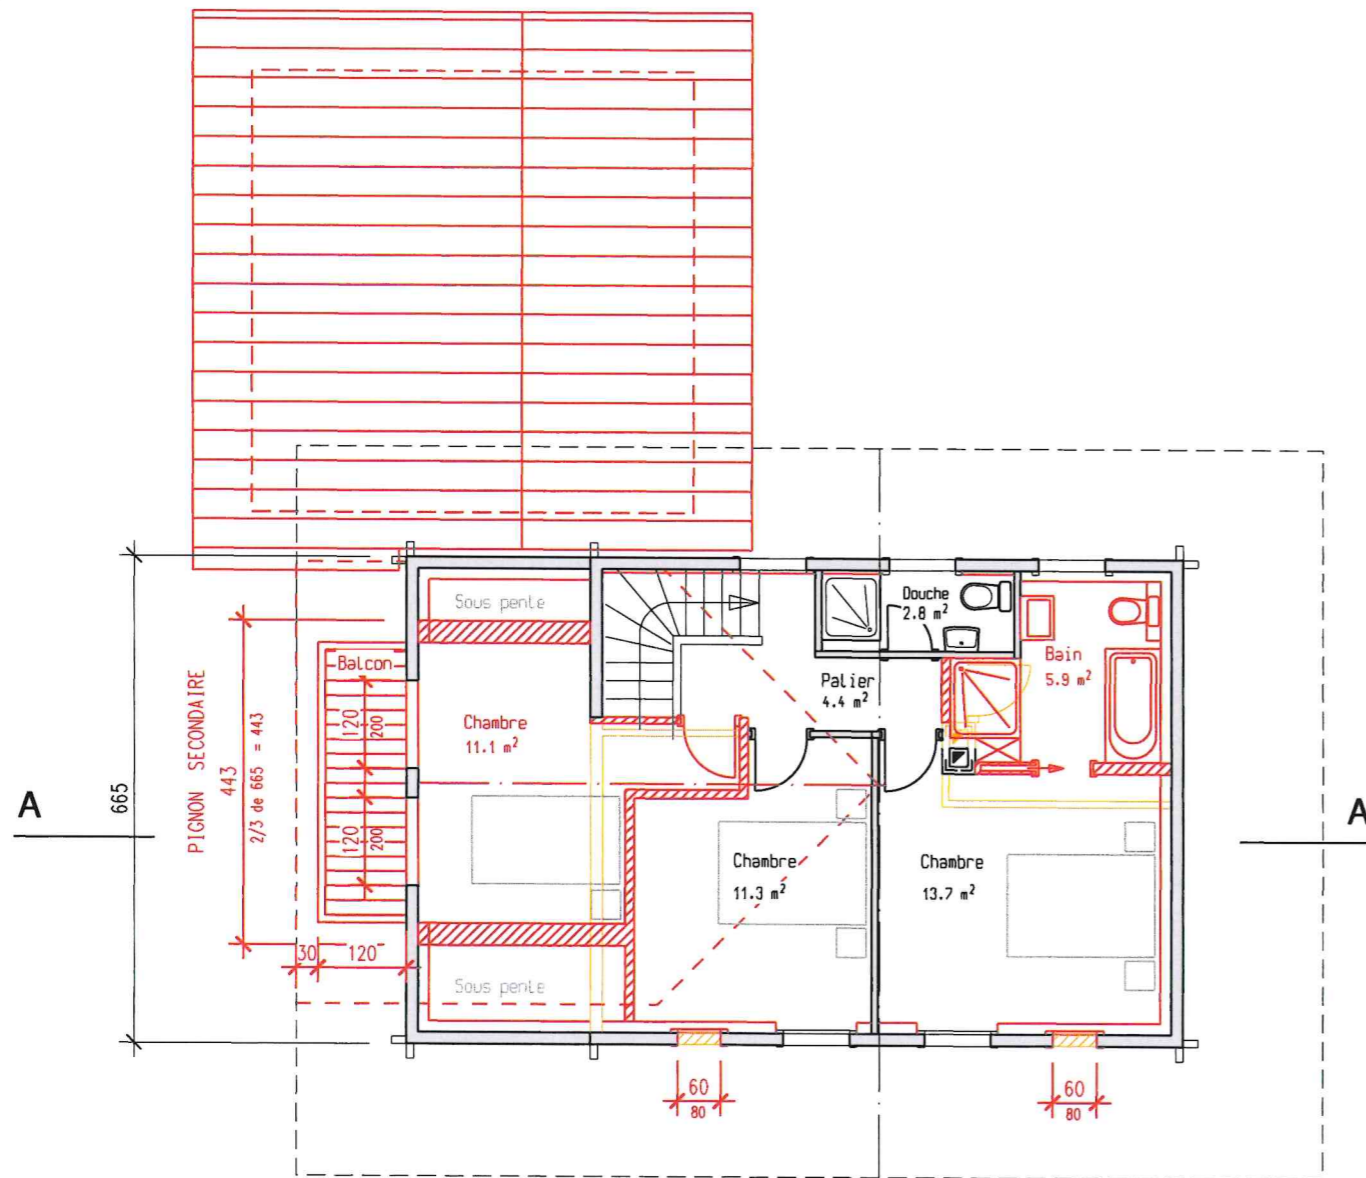 Sous pente
Douche
2.8 m²
Balcon
Bain
5.9 m²
Palier
4.4 m²
Chambre
11.1 m²
120
200
PIGNON SECONDAIRE
443
2/3 de 665 = 443
665
A
A
120
200
Chambre
11.3 m²
Chambre
13.7 m²
30
120
Sous pente
60
80
60
80